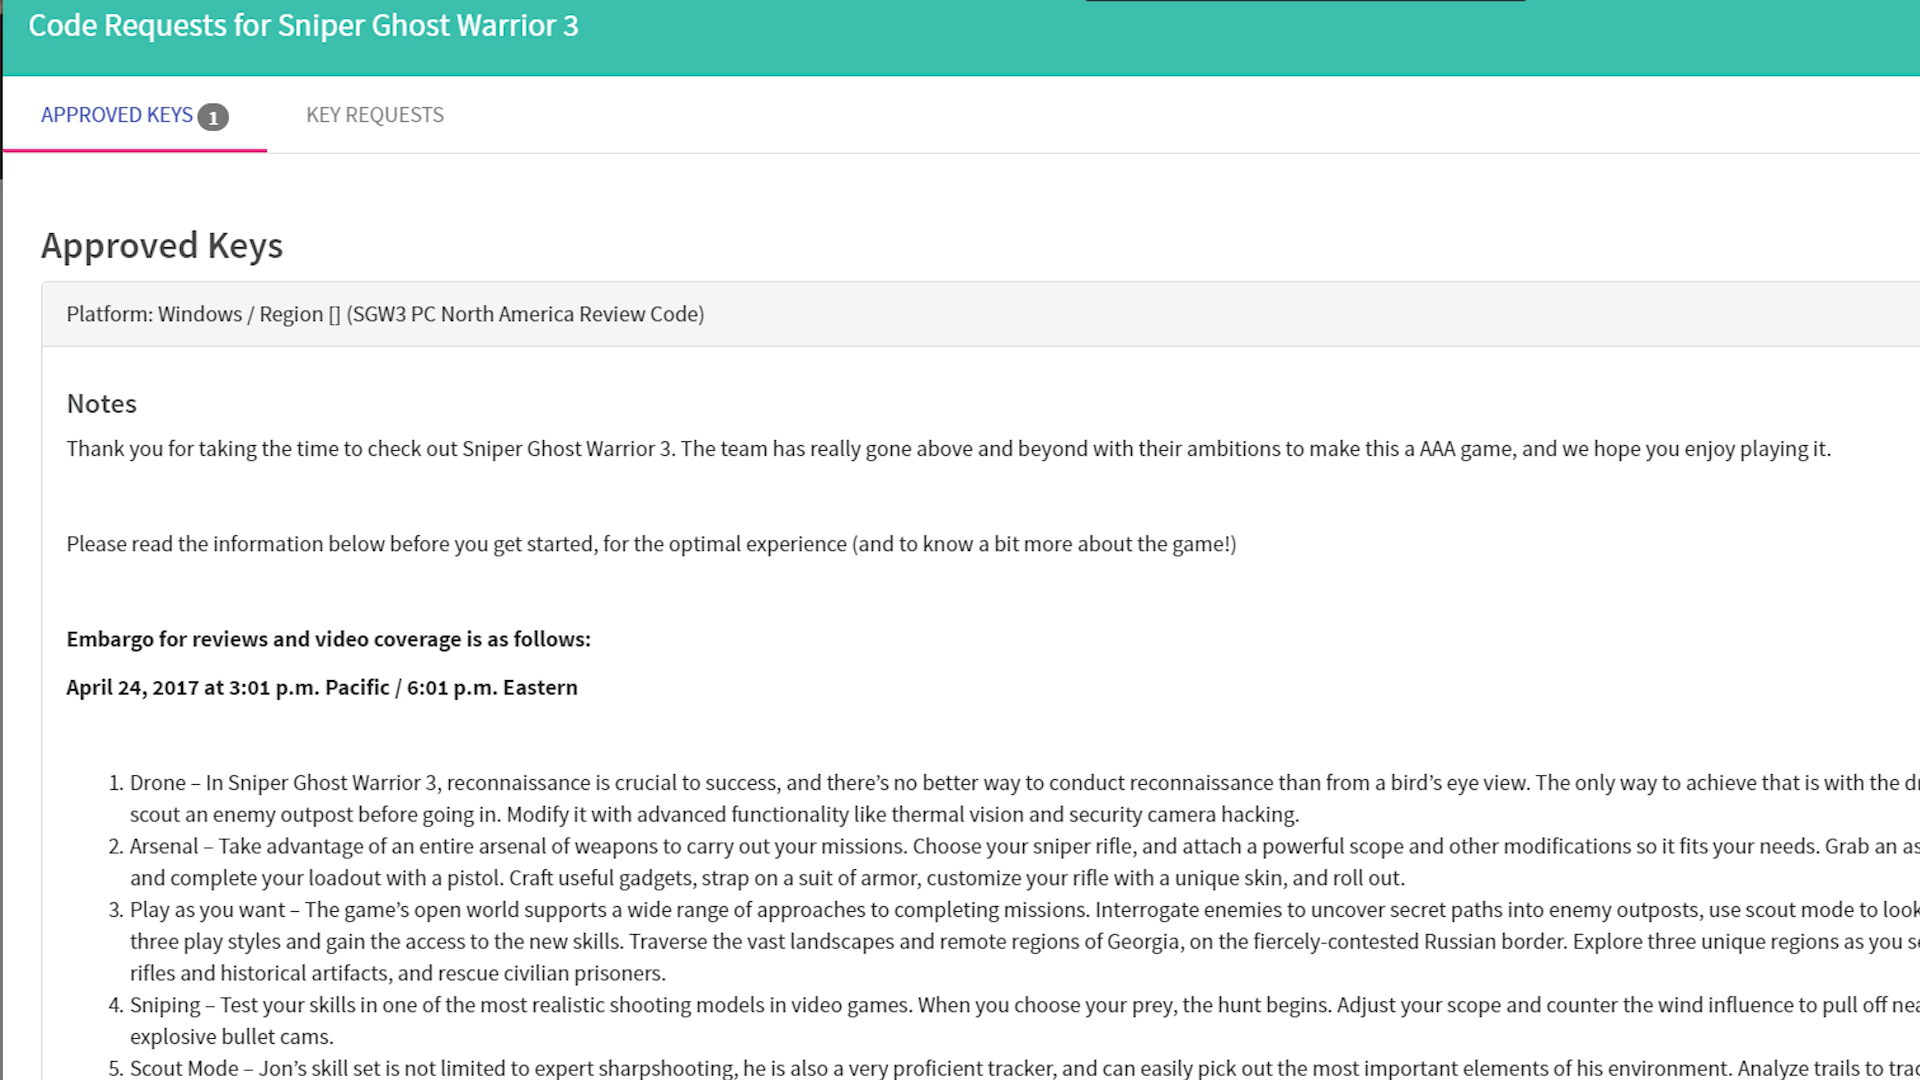 Code Requests for Sniper Ghost Warrior 3
APPROVED KEYS 1 KEY REQUESTS
Approved Keys
Platform: Windows / Region [] (SGW3 PC North America Review Code)
Notes
Thank you for taking the time to check out Sniper Ghost Warrior 3. The team has really gone above and beyond with their ambitions to make this a AAA game, and we hope you enjoy playing it.
Please read the information below before you get started, for the optimal experience (and to know a bit more about the game!)
Embargo for reviews and video coverage is as follows:
April 24, 2017 at 3:01 p.m. Pacific / 6:01 p.m. Eastern
1. Drone – In Sniper Ghost Warrior 3, reconnaissance is crucial to success, and there’s no better way to conduct reconnaissance than from a bird’s eye view. The only way to achieve that is with the
scout an enemy outpost before going in. Modify it with advanced functionality like thermal vision and security camera hacking.
2. Arsenal – Take advantage of an entire arsenal of weapons to carry out your missions. Choose your sniper rifle, and attach a powerful scope and other modifications so it fits your needs. Grab an
and complete your loadout with a pistol. Craft useful gadgets, strap on a suit of armor, customize your rifle with a unique skin, and roll out.
3. Play as you want – The game’s open world supports a wide range of approaches to completing missions. Interrogate enemies to uncover secret paths into enemy outposts, use scout mode to look
three play styles and gain the access to the new skills. Traverse the vast landscapes and remote regions of Georgia, on the fiercely-contested Russian border. Explore three unique regions as you
rifles and historical artifacts, and rescue civilian prisoners.
4. Sniping – Test your skills in one of the most realistic shooting models in video games. When you choose your prey, the hunt begins. Adjust your scope and counter the wind influence to pull off
explosive bullet cams.
5. Scout Mode – Jon’s skill set is not limited to expert sharpshooting, he is also a very proficient tracker, and can easily pick out the most important elements of his environment. Analyze trails to